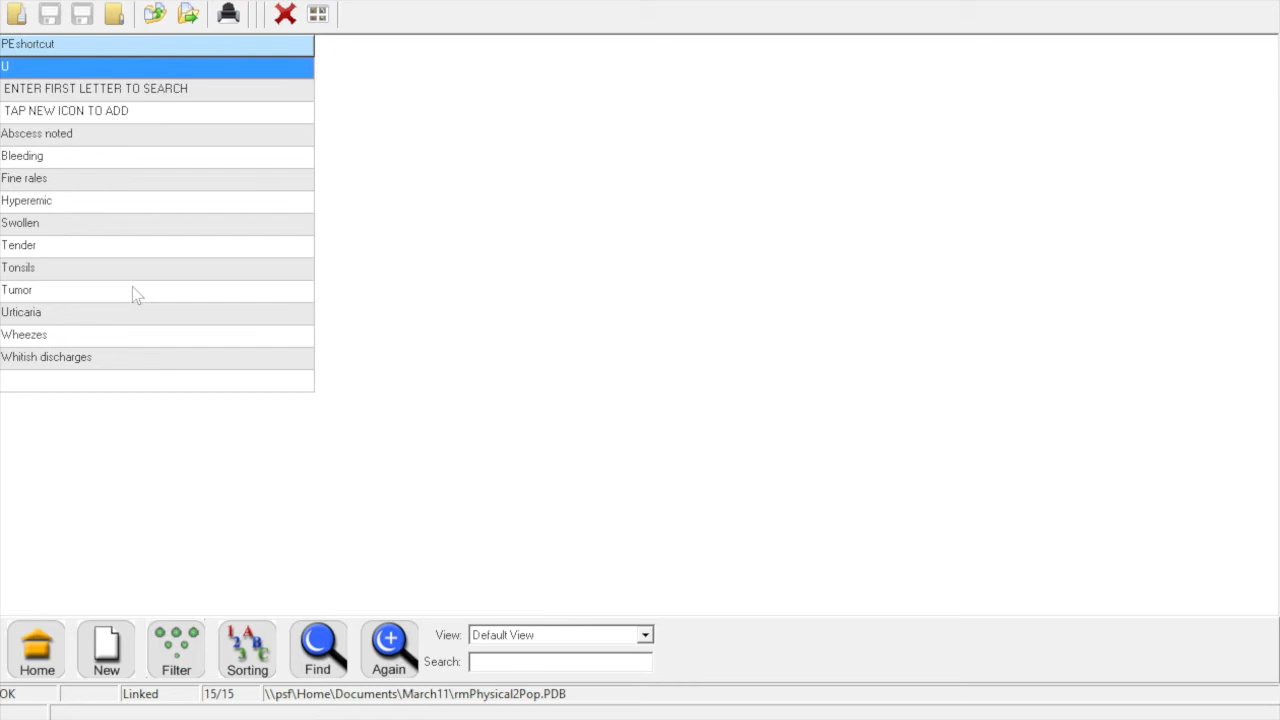 PEshortcut
U
ENTER FIRST LETTER TO SEARCH
TAP NEW ICON TO ADD
Abscess noted
Bleeding
Fine rales
Hyperemic
Swollen
Tender
Tonsils
Tumor
Urticaria
Wheezes
Whitish discharges
Home
New
Filter
Sorting
Find
Again
View: Default View
Search:
OK Linked 15/15 \\psf\Home\Documents\March11\rmPhysical2Pop.PDB